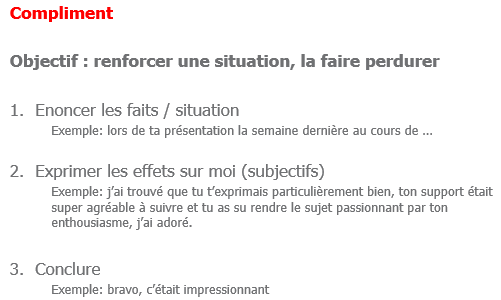 Compliment
Objectif : renforcer une situation, la faire perdurer
1. Enoncer les faits / situation
Exemple: lors de ta présentation la semaine dernière au cours de ...
2. Exprimer les effets sur moi (subjectifs)
Exemple: j'ai trouvé que tu t'exprimais particulièrement bien, ton support était
super agréable à suivre et tu as su rendre le sujet passionnant par ton
enthousiasme, j'ai adoré.
3. Conclure
Exemple: bravo, c'était impressionnant